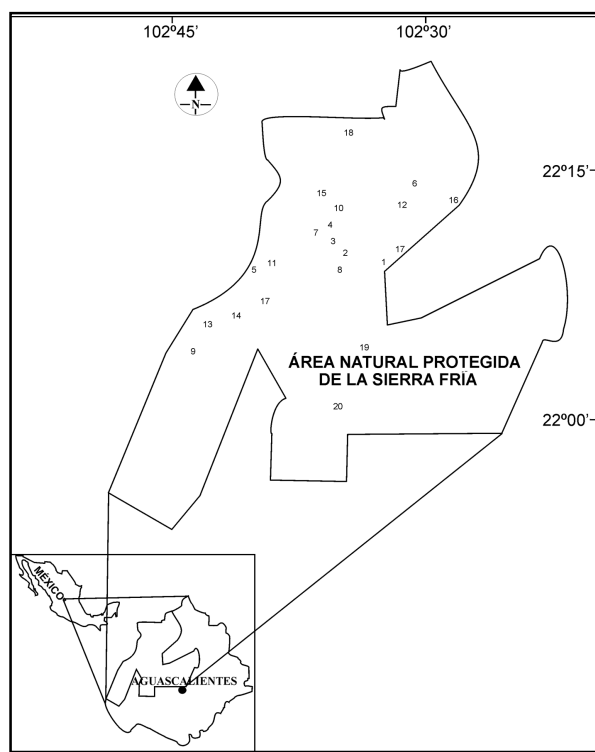 102º45' 102º30'
N
18
22º15'
6
15
16
12
10
4
7
3
17
2
1
11
5
8
17
14
13
19
9
ÁREA NATURAL PROTEGIDA
DE LA SIERRA FRÍA
20
22º00'
MÉXICO
AGUASCALIENTES